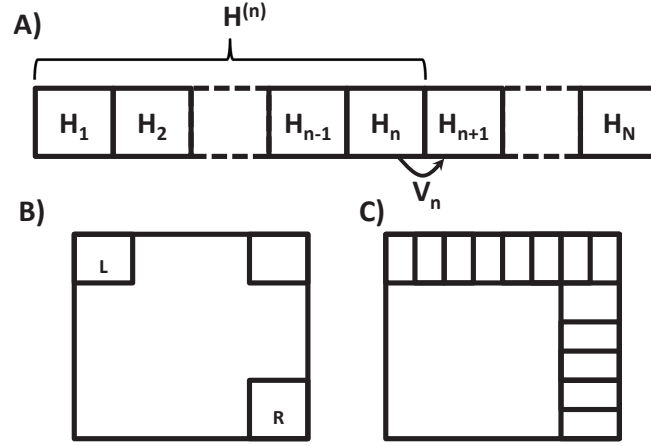 A)
H^(n)
H_1 H_2 H_n-1 H_n H_n+1 H_N
V_n
B) C)
L
R